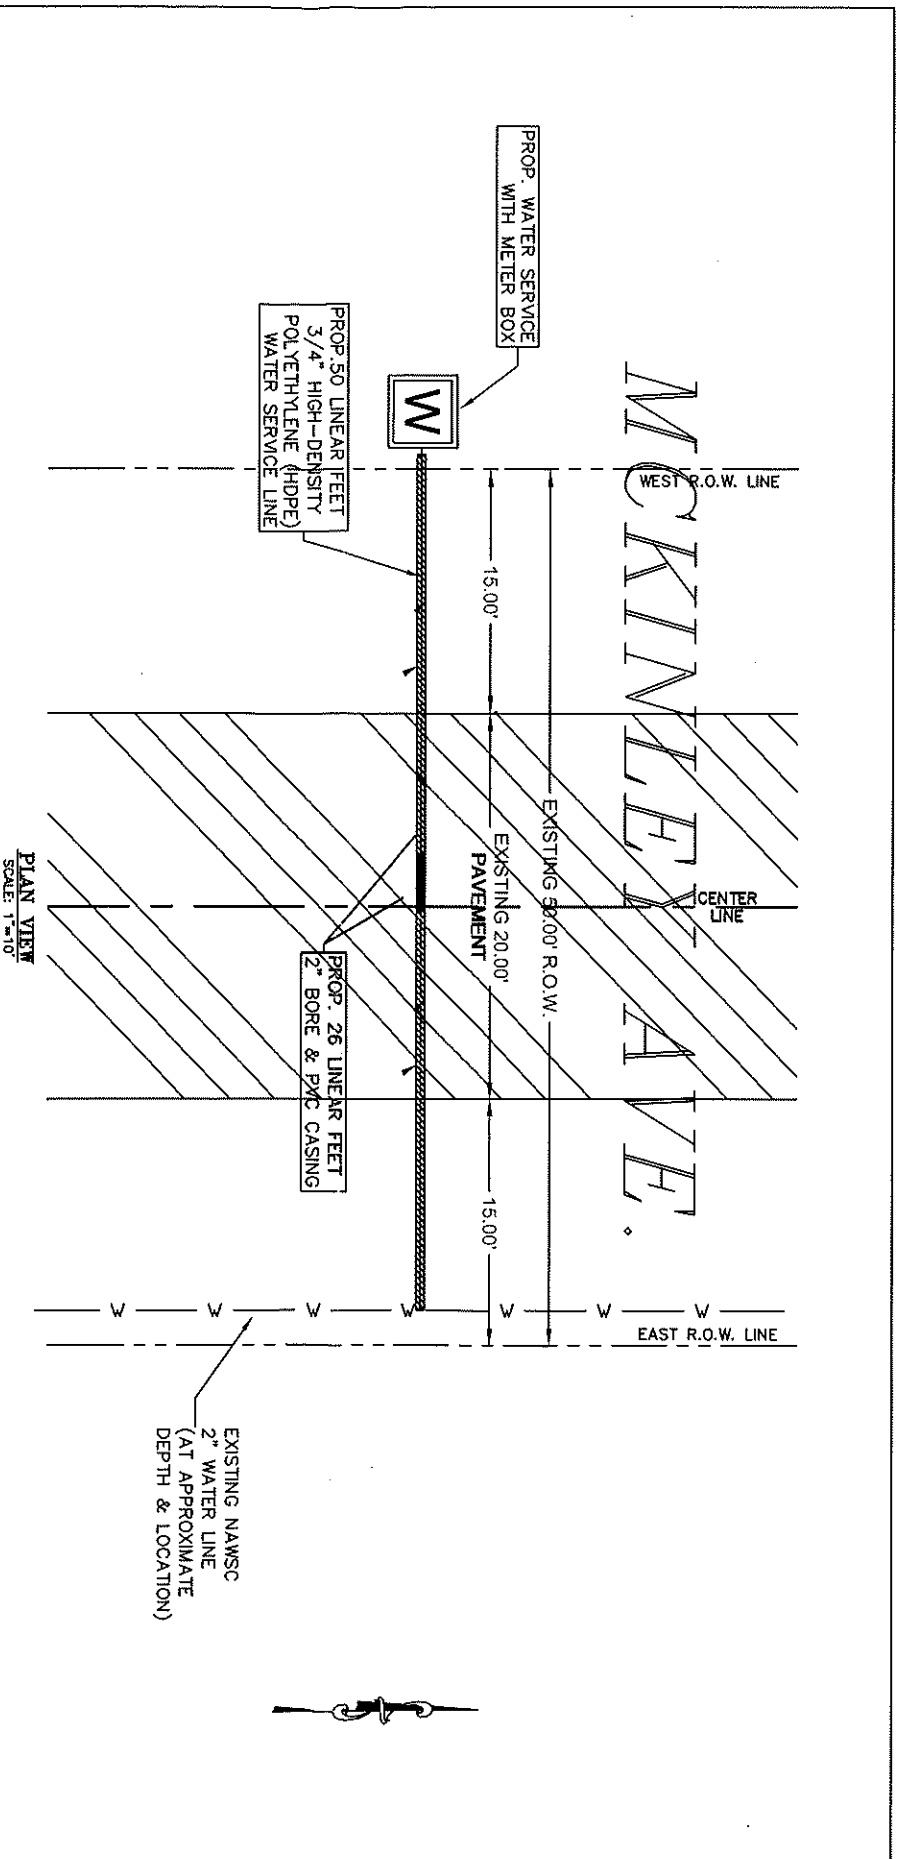 MCKINLEY AVE.
WEST R.O.W. LINE
CENTER
LINE
EAST R.O.W. LINE
EXISTING 50.00' R.O.W.
15.00'
EXISTING 20.00'
PAVEMENT
15.00'
PROP. WATER SERVICE
WITH METER BOX
W
PROP.50 LINEAR FEET
3/4" HIGH-DENSITY
POLYETHYLENE (HDPE)
WATER SERVICE LINE
PROP. 26 LINEAR FEET
2" BORE & PVC CASING
W W W W W W W
EXISTING NAWSC
2" WATER LINE
(AT APPROXIMATE
DEPTH & LOCATION)
PLAN VIEW
SCALE: 1"=10'